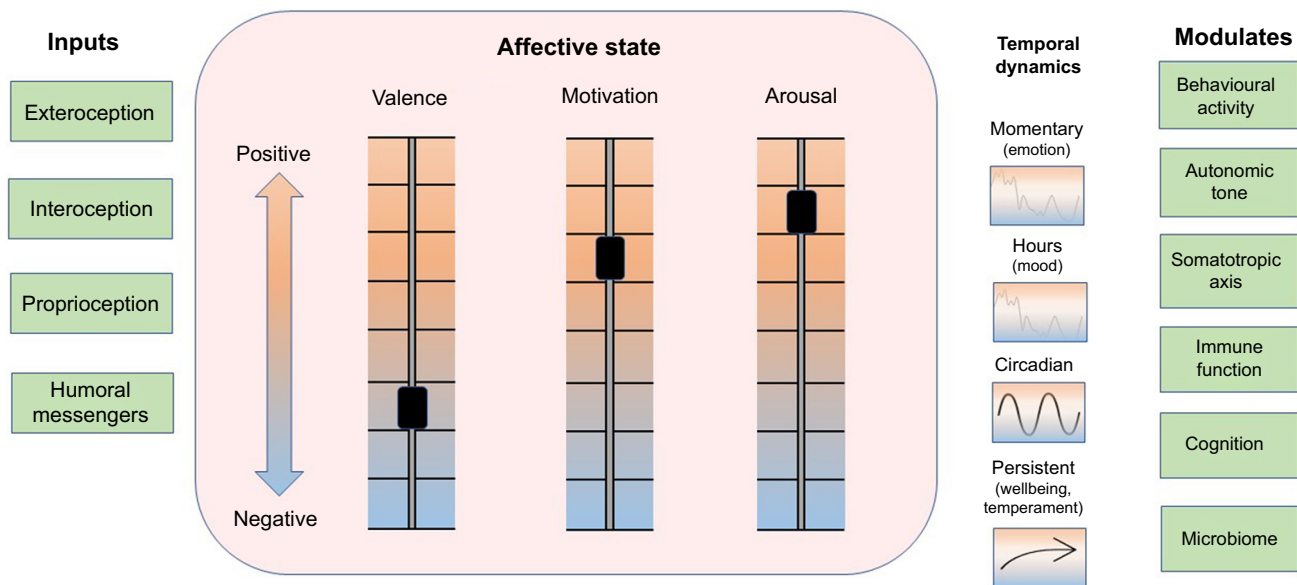 Inputs
Exteroception
Interoception
Proprioception
Humoral
messengers
Affective state
Valence
Motivation
Arousal
Positive
Negative
Temporal
dynamics
Momentary
(emotion)
Hours
(mood)
Circadian
Persistent
(wellbeing,
temperament)
Modulates
Behavioural
activity
Autonomic
tone
Somatotropic
axis
Immune
function
Cognition
Microbiome